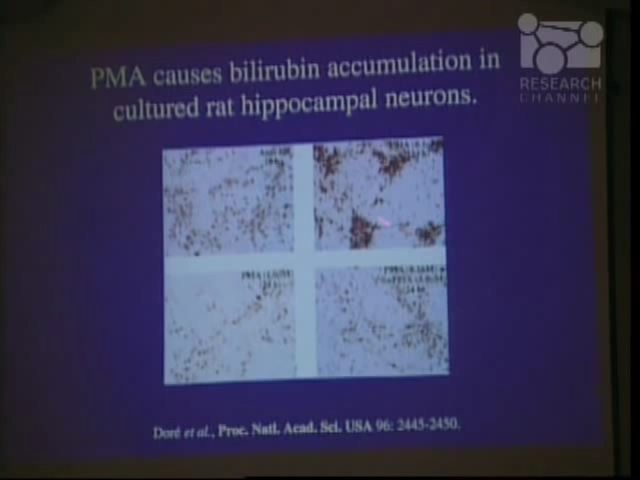 RESEARCH
CHANNEL
PMA causes bilirubin accumulation in
cultured rat hippocampal neurons.
Doré et al., Proc. Natl. Acad. Sci. USA 96: 2445-2450.